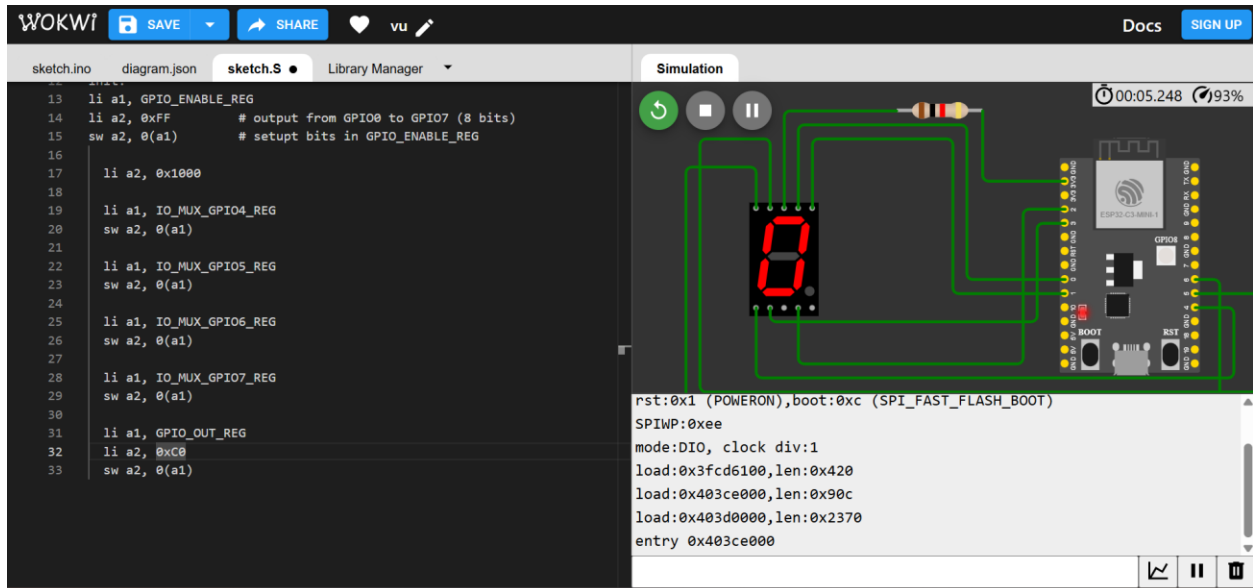 WOKWI SAVE SHARE vu Docs SIGN UP
sketch.ino diagram.json sketch.S ● Library Manager
Simulation
13 li a1, GPIO_ENABLE_REG
14 li a2, 0xFF # output from GPIO0 to GPIO7 (8 bits)
15 sw a2, 0(a1) # setupt bits in GPIO_ENABLE_REG
16
17 li a2, 0x1000
18
19 li a1, IO_MUX_GPIO4_REG
20 sw a2, 0(a1)
21
22 li a1, IO_MUX_GPIO5_REG
23 sw a2, 0(a1)
24
25 li a1, IO_MUX_GPIO6_REG
26 sw a2, 0(a1)
27
28 li a1, IO_MUX_GPIO7_REG
29 sw a2, 0(a1)
30
31 li a1, GPIO_OUT_REG
32 li a2, 0xC0
33 sw a2, 0(a1)
00:05.248 93%
ESP32-C3-MINI-1
GPIO8
BOOT RST
rst:0x1 (POWERON),boot:0xc (SPI_FAST_FLASH_BOOT)
SPIWP:0xee
mode:DIO, clock div:1
load:0x3fcd6100,len:0x420
load:0x403ce000,len:0x90c
load:0x403d0000,len:0x2370
entry 0x403ce000